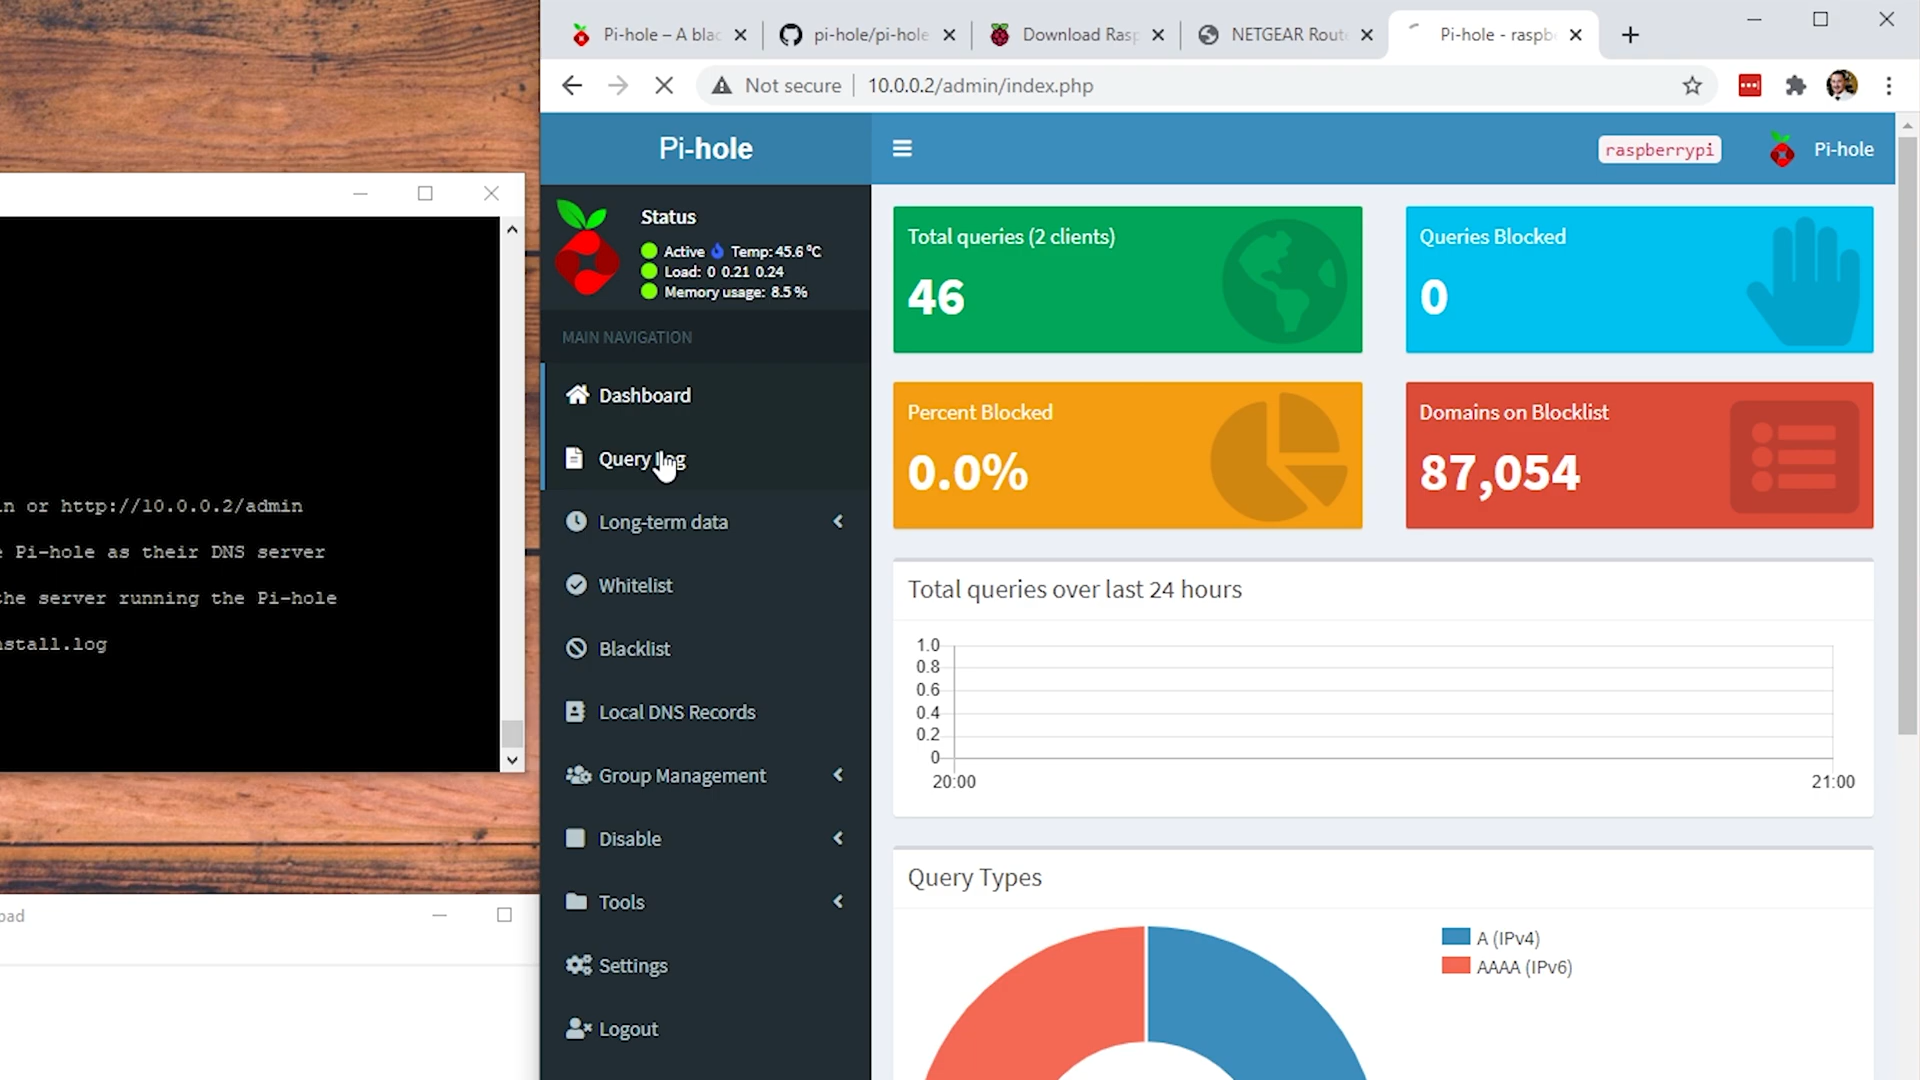 Pi-hole – A blac
pi-hole/pi-hole
Download Rasp
NETGEAR Rout
Pi-hole - raspb
Not secure
10.0.0.2/admin/index.php
Pi-hole
raspberrypi
Pi-hole
Status
Active Temp: 45.6 ºC
Load: 0 0.21 0.24
Memory usage: 8.5 %
MAIN NAVIGATION
Dashboard
Query Log
Long-term data
Whitelist
Blacklist
Local DNS Records
Group Management
Disable
Tools
Settings
Logout
Total queries (2 clients)
46
Queries Blocked
0
Percent Blocked
0.0%
Domains on Blocklist
87,054
Total queries over last 24 hours
1.0
0.8
0.6
0.4
0.2
0
20:00
21:00
Query Types
A (IPv4)
AAAA (IPv6)
in or http://10.0.0.2/admin
e Pi-hole as their DNS server
the server running the Pi-hole
nstall.log
pad